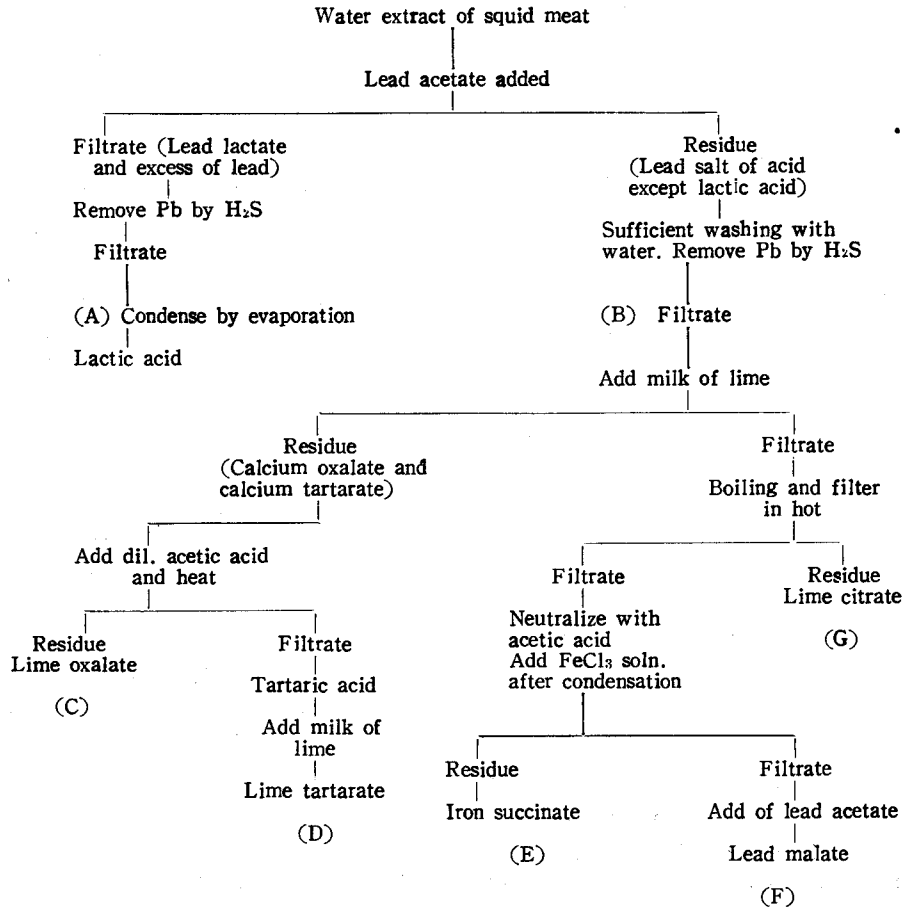 Water extract of squid meat
Lead acetate added
Filtrate (Lead lactate
and excess of lead)
Remove Pb by H₂S
Filtrate
(A) Condense by evaporation
Lactic acid
Residue
(Lead salt of acid
except lactic acid)
Sufficient washing with
water. Remove Pb by H₂S
(B) Filtrate
Add milk of lime
Residue
(Calcium oxalate and
calcium tartarate)
Add dil. acetic acid
and heat
Residue
Lime oxalate
(C)
Filtrate
Tartaric acid
Add milk of
lime
Lime tartarate
(D)
Filtrate
Boiling and filter
in hot
Filtrate
Neutralize with
acetic acid
Add FeCl₃ soln.
after condensation
Residue
Lime citrate
(G)
Residue
Iron succinate
(E)
Filtrate
Add of lead acetate
Lead malate
(F)